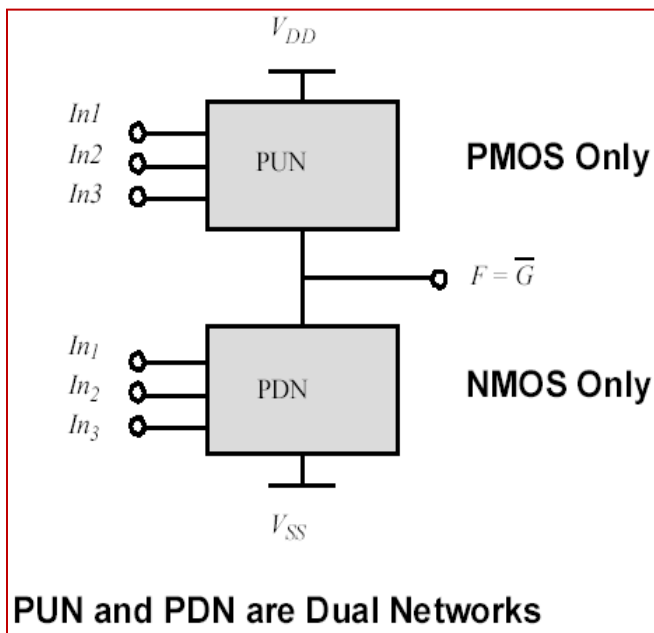 V_DD
In1
In2
In3
PUN
PMOS Only
F = G̅
In₁
In₂
In₃
PDN
NMOS Only
V_SS
PUN and PDN are Dual Networks